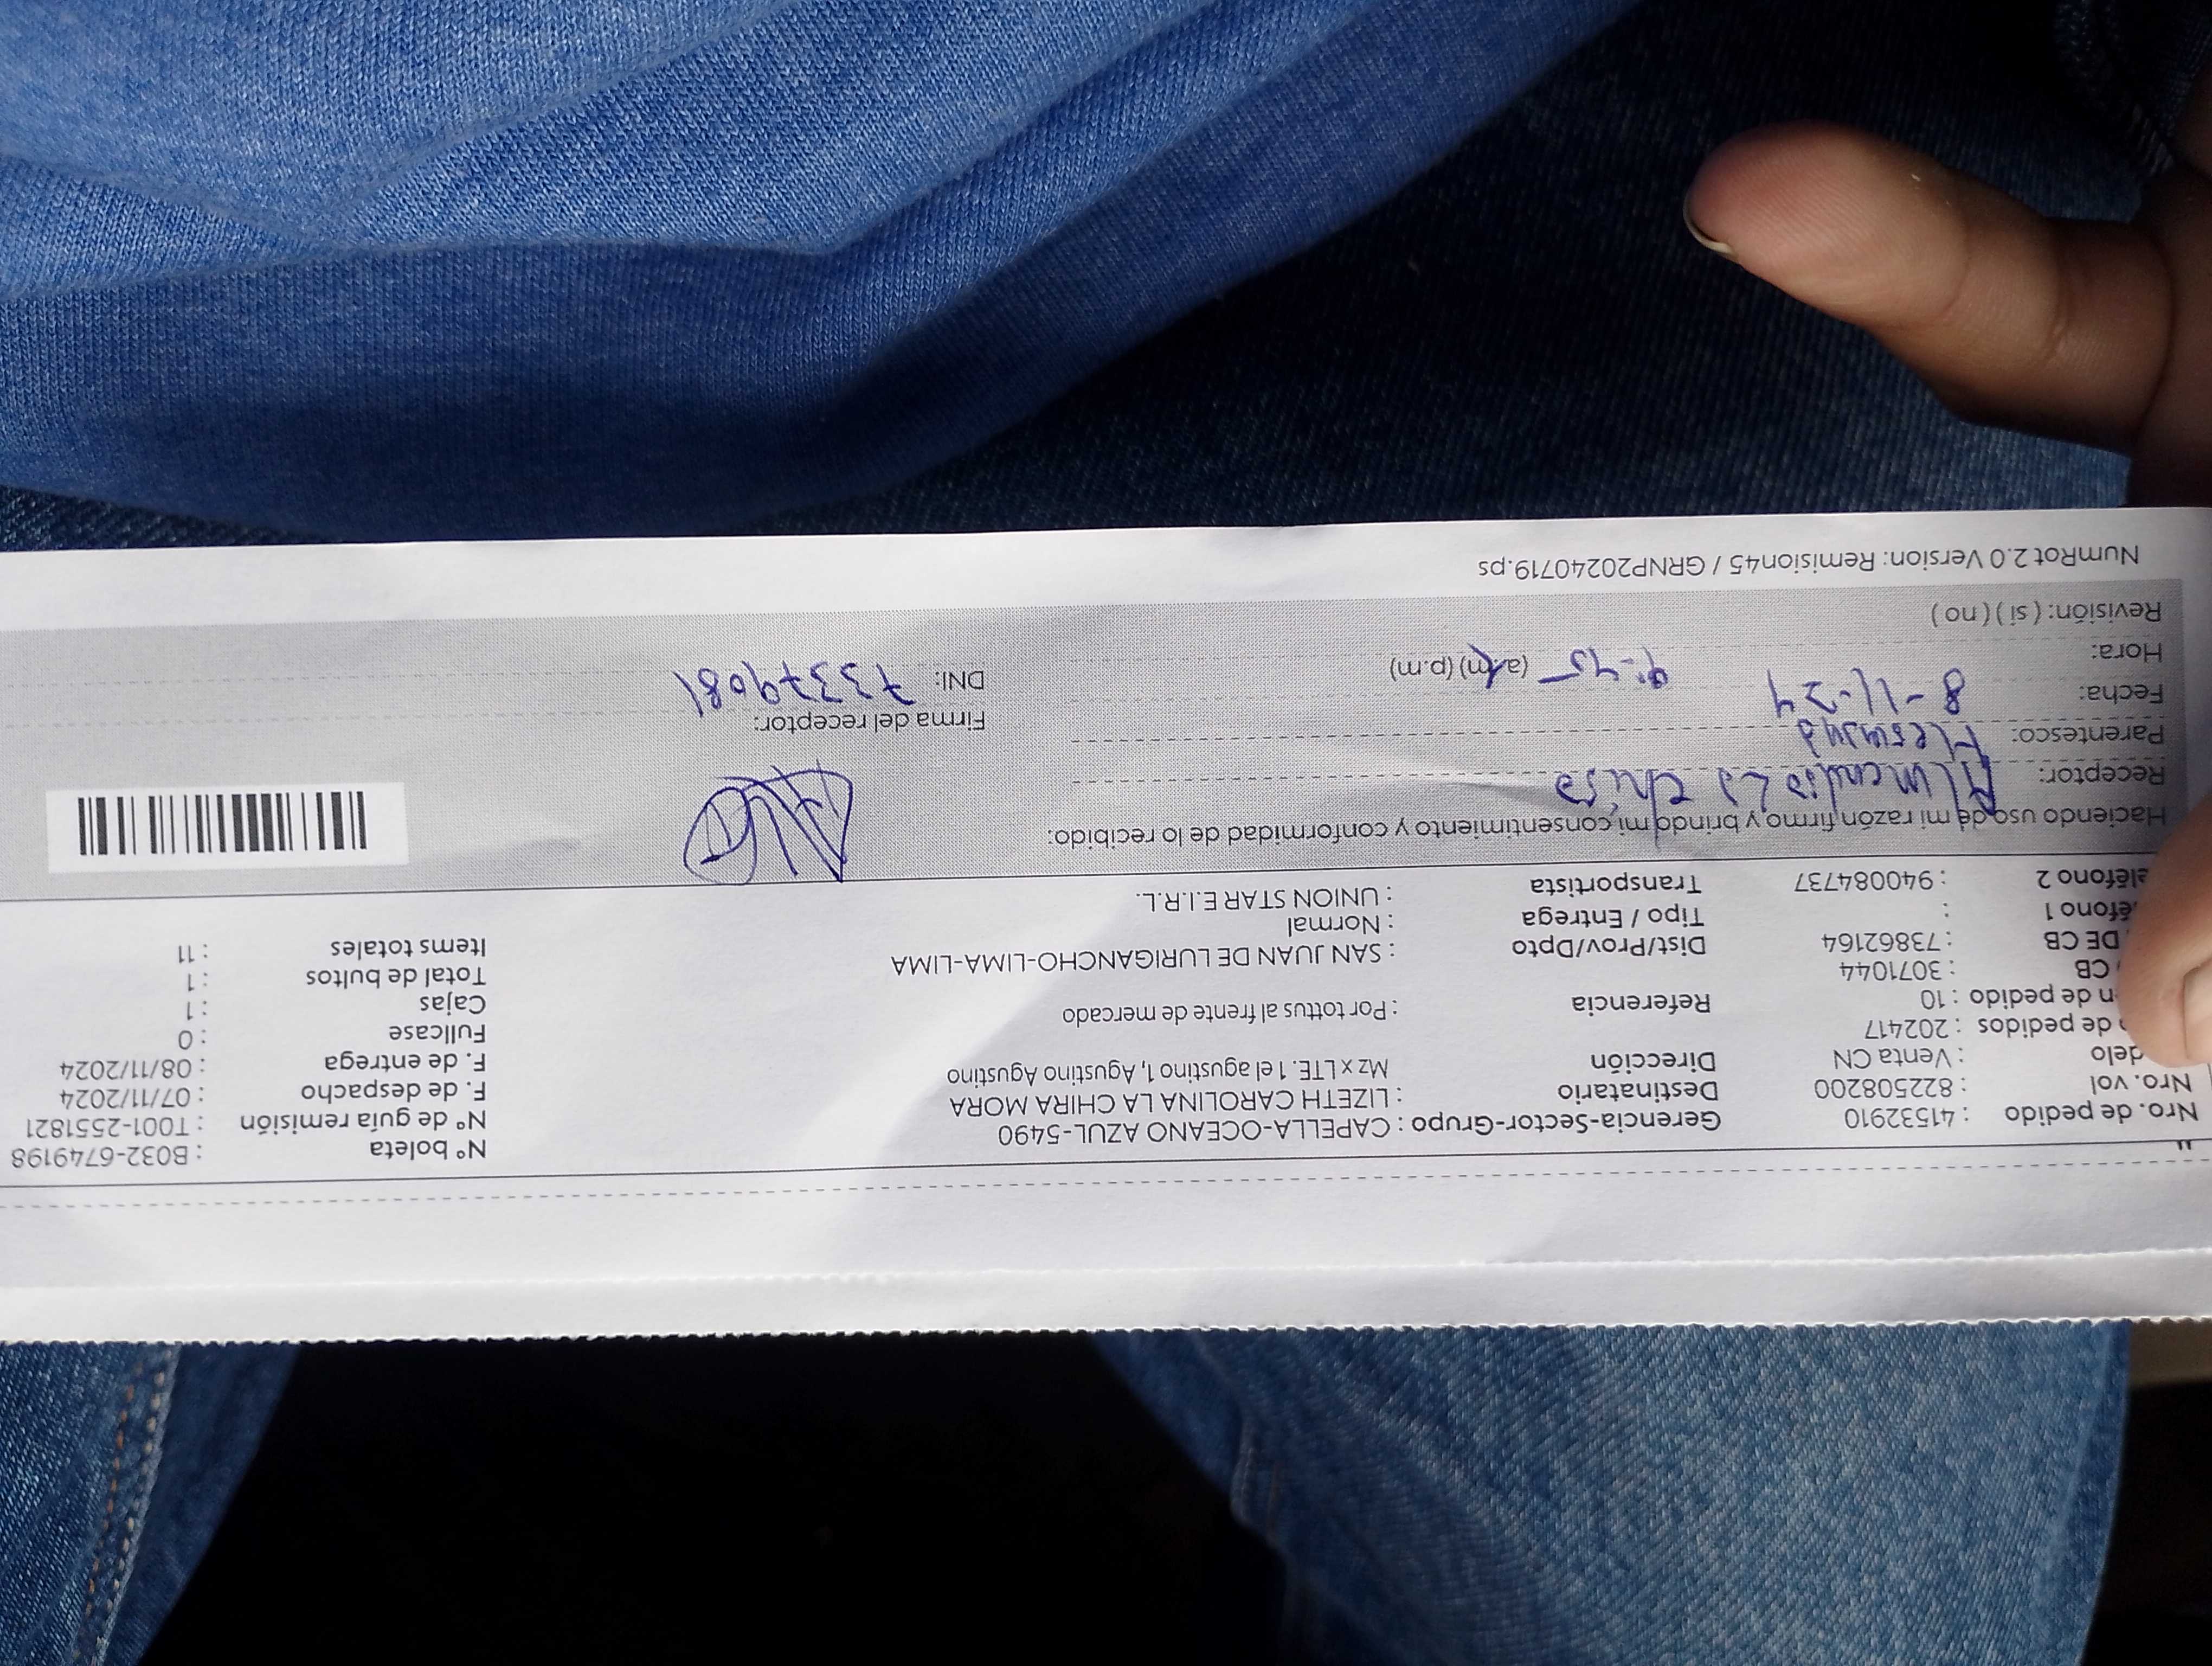 Nro. de pedido : 41532910 Gerencia-Sector-Grupo : CAPELLA-OCEANO AZUL-5490 N° boleta : B032-6749198
Nro. vol : 822508200 Destinatario : LIZETH CAROLINA LA CHIRA MORA N° de guía remisión : T001-2551821
delo : Venta CN Dirección Mz x LTE. 1 el agustino 1, Agustino Agustino F. de despacho : 07/11/2024
de pedidos : 202417 F. de entrega : 08/11/2024
n de pedido : 10 Referencia : Por tottus al frente de mercado Fullcase : 0
CB : 3071044 Cajas : 1
DE CB : 73862164 Dist/Prov/Dpto : SAN JUAN DE LURIGANCHO-LIMA-LIMA Total de bultos : 1
éfono 1 : Tipo / Entrega : Normal Items totales : 11
eléfono 2 : 940084737 Transportista : UNION STAR E.I.R.L.
Haciendo uso de mi razón firmo y brindo mi consentimiento y conformidad de lo recibido:
Receptor: La Chira
Parentesco:
Fecha: 8-11-24 Firma del receptor:
Hora: 9:45 (a.m) (p.m) DNI: 73379081
Revisión: ( si ) ( no )
NumRot 2.0 Version: Remision45 / GRNP20240719.ps